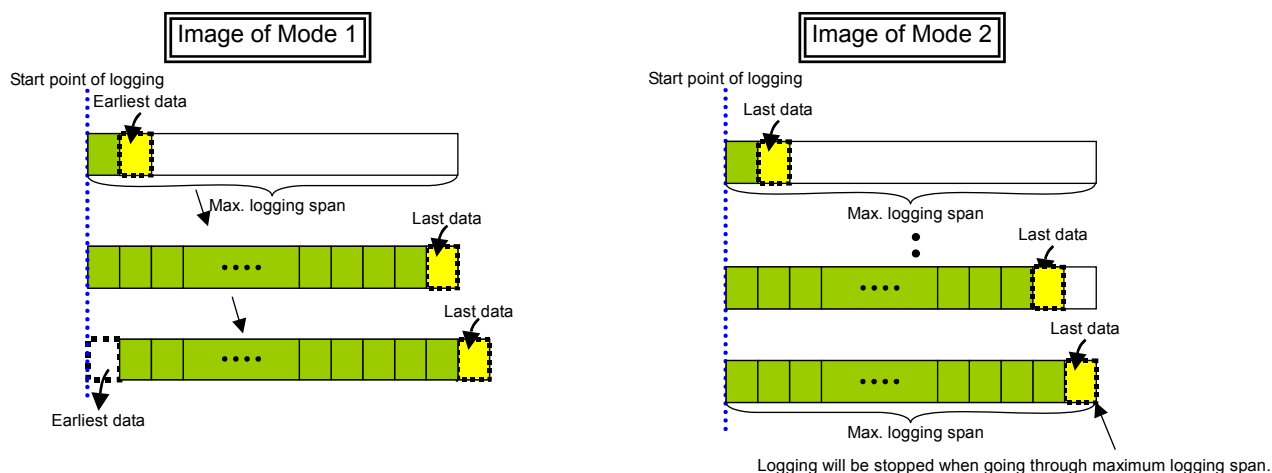 Image of Mode 1
Start point of logging
Earliest data
Max. logging span
Last data
Last data
Earliest data
Image of Mode 2
Start point of logging
Last data
Max. logging span
Last data
Last data
Max. logging span
Logging will be stopped when going through maximum logging span.